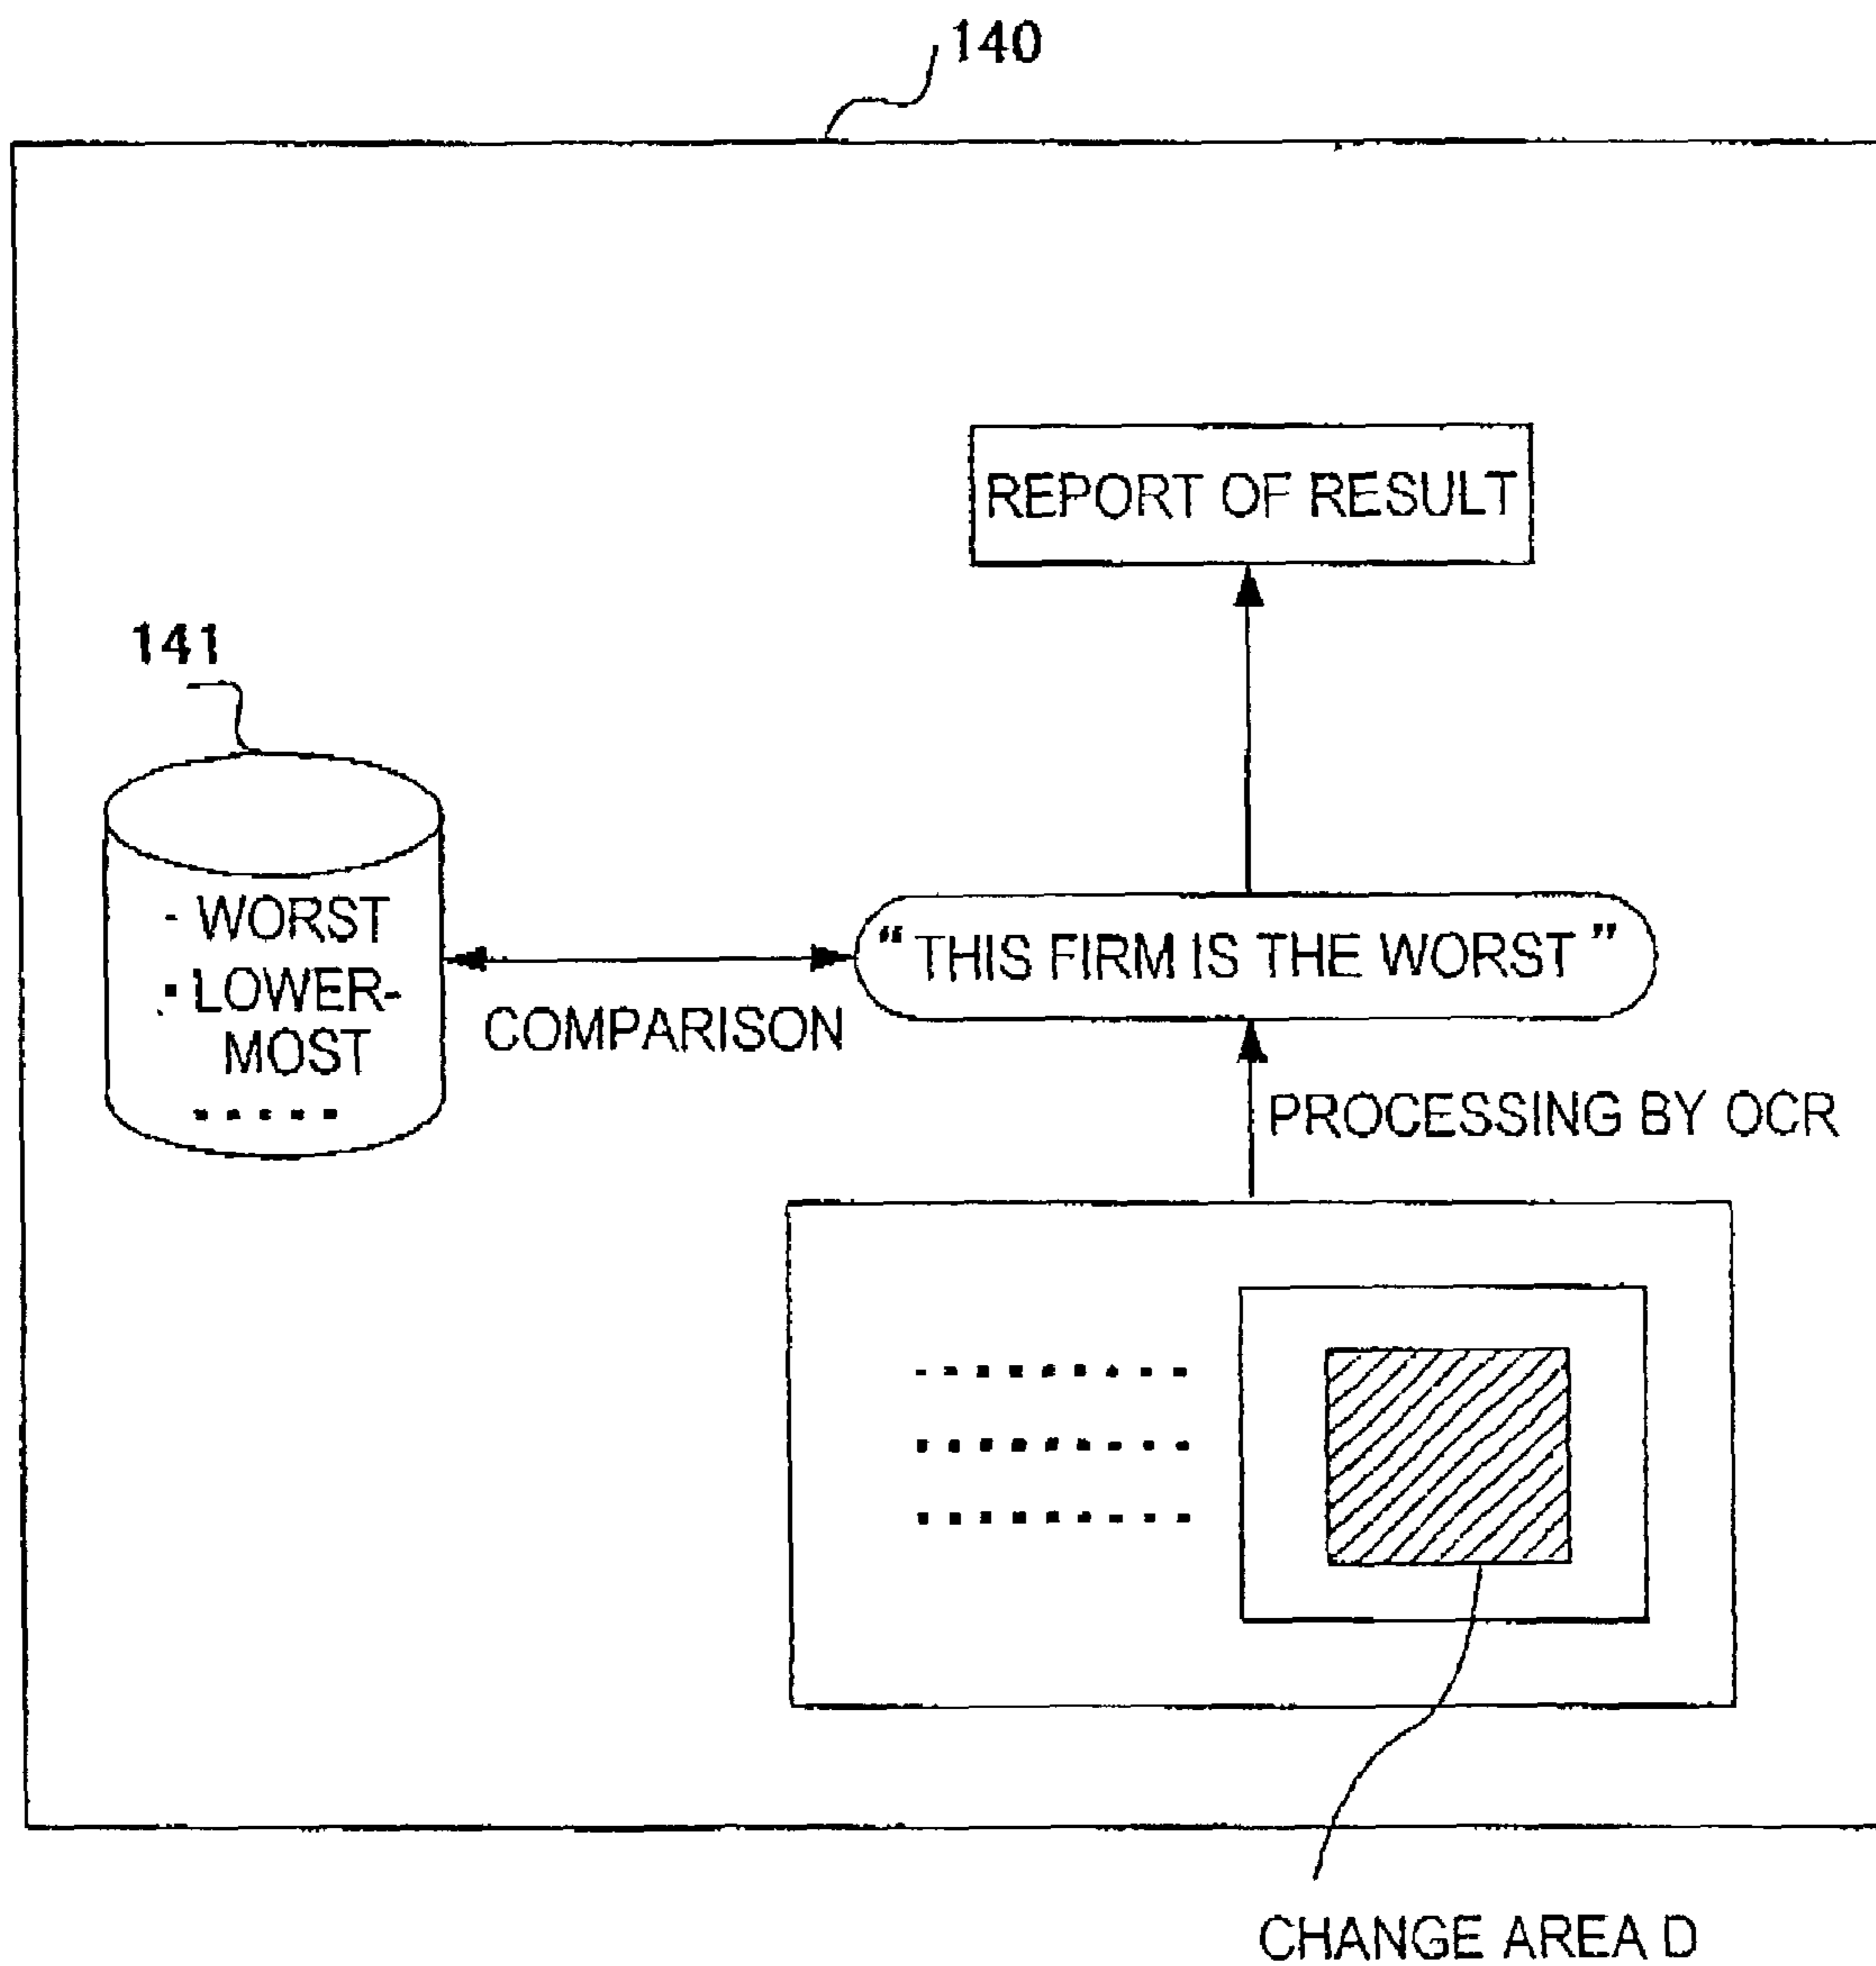 140
REPORT OF RESULT
141
- WORST
▪ LOWER-
MOST
▪ ▪ ▪ ▪ ▪
“ THIS FIRM IS THE WORST ”
COMPARISON
PROCESSING BY OCR
CHANGE AREA D